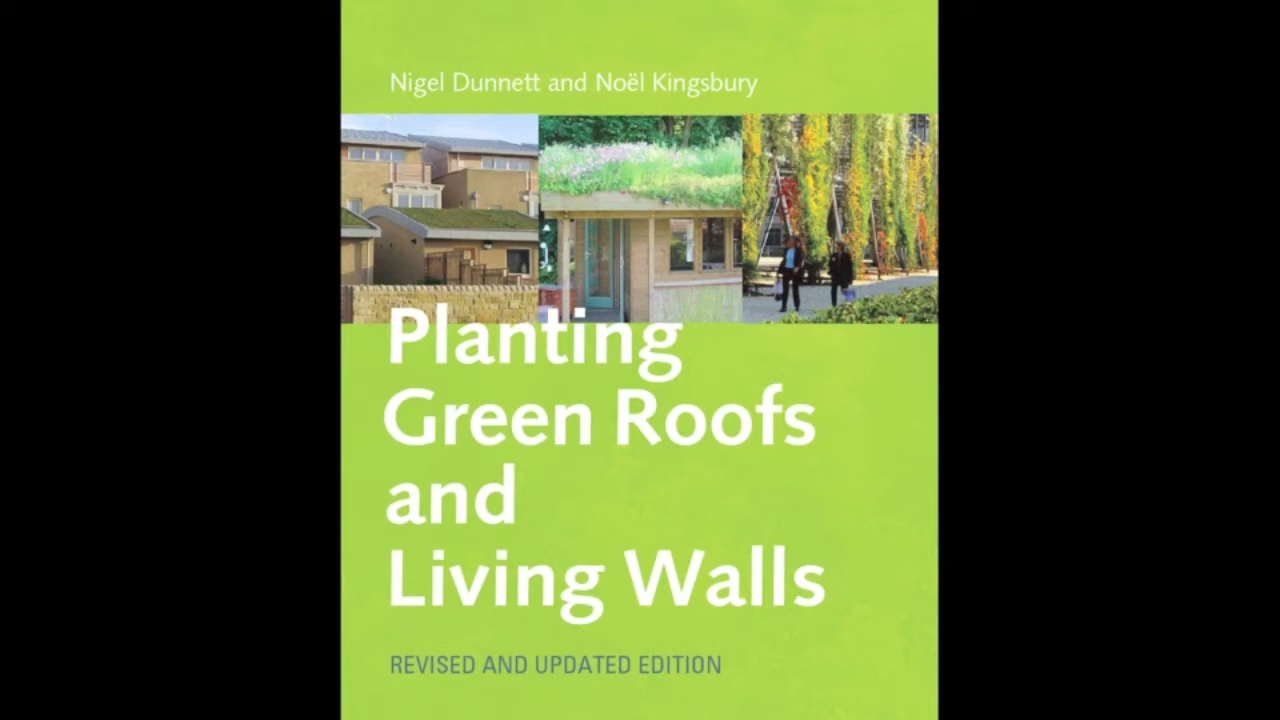 Nigel Dunnett and Noël Kingsbury
Planting
Green Roofs
and
Living Walls
REVISED AND UPDATED EDITION